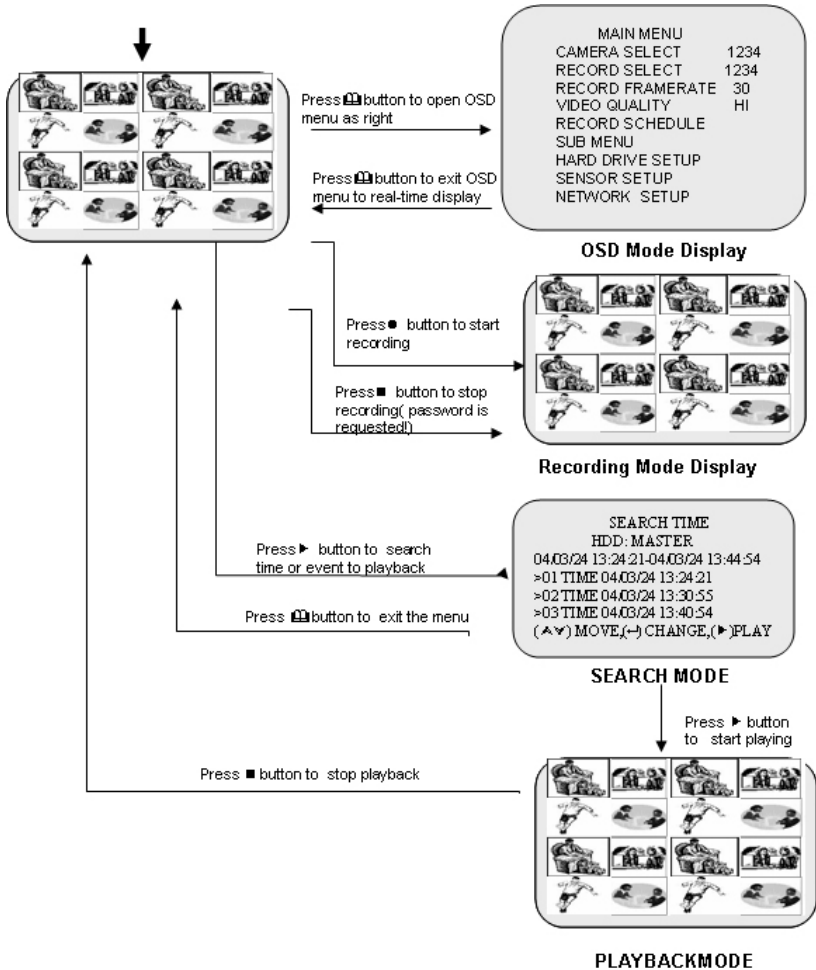 MAIN MENU
CAMERA SELECT 1234
RECORD SELECT 1234
RECORD FRAMERATE 30
VIDEO QUALITY HI
RECORD SCHEDULE
SUB MENU
HARD DRIVE SETUP
SENSOR SETUP
NETWORK SETUP
OSD Mode Display
Press 🕮 button to open OSD
menu as right
Press 🕮 button to exit OSD
menu to real-time display
Press ● button to start
recording
Press ■ button to stop
recording( password is
requested!)
Recording Mode Display
Press ► button to search
time or event to playback
Press 🕮 button to exit the menu
SEARCH TIME
HDD: MASTER
04/03/24 13:24:21-04/03/24 13:44:54
>01 TIME 04/03/24 13:24:21
>02 TIME 04/03/24 13:30:55
>03 TIME 04/03/24 13:40:54
(▲▼) MOVE,(↵) CHANGE,(►)PLAY
SEARCH MODE
Press ► button
to start playing
Press ■ button to stop playback
PLAYBACKMODE